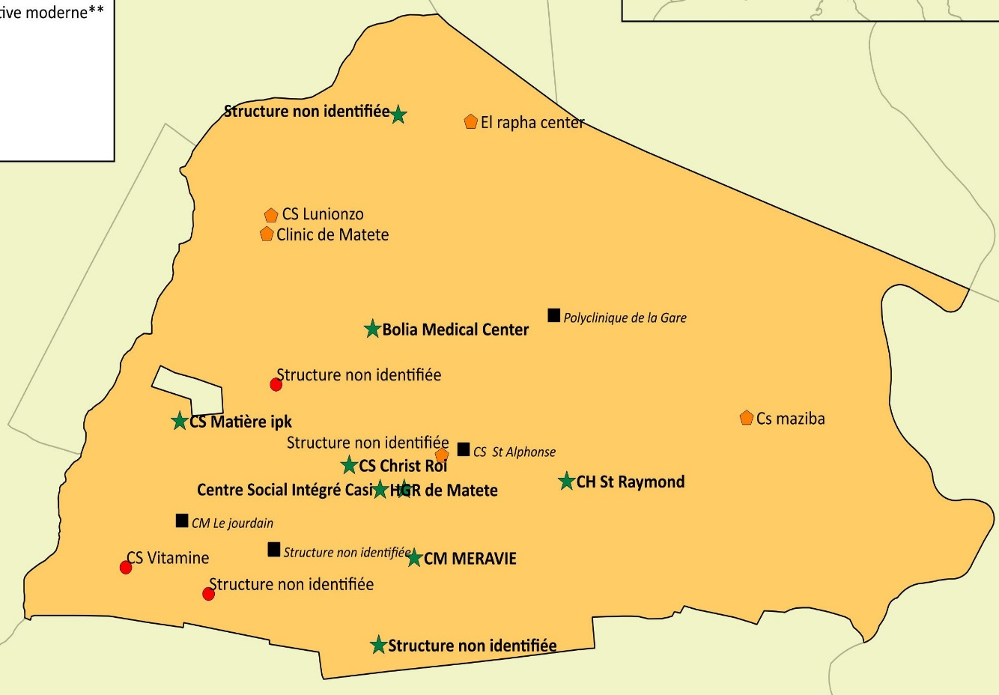 tive moderne**
Structure non identifiée
El rapha center
CS Lunionzo
Clinic de Matete
Polyclinique de la Gare
Bolia Medical Center
Structure non identifiée
Cs maziba
CS Matière ipk
Structure non identifiée
CS St Alphonse
CS Christ Roi
CH St Raymond
Centre Social Intégré Casi
HGR de Matete
CM Le jourdain
Structure non identifiée
CM MERAVIE
CS Vitamine
Structure non identifiée
Structure non identifiée